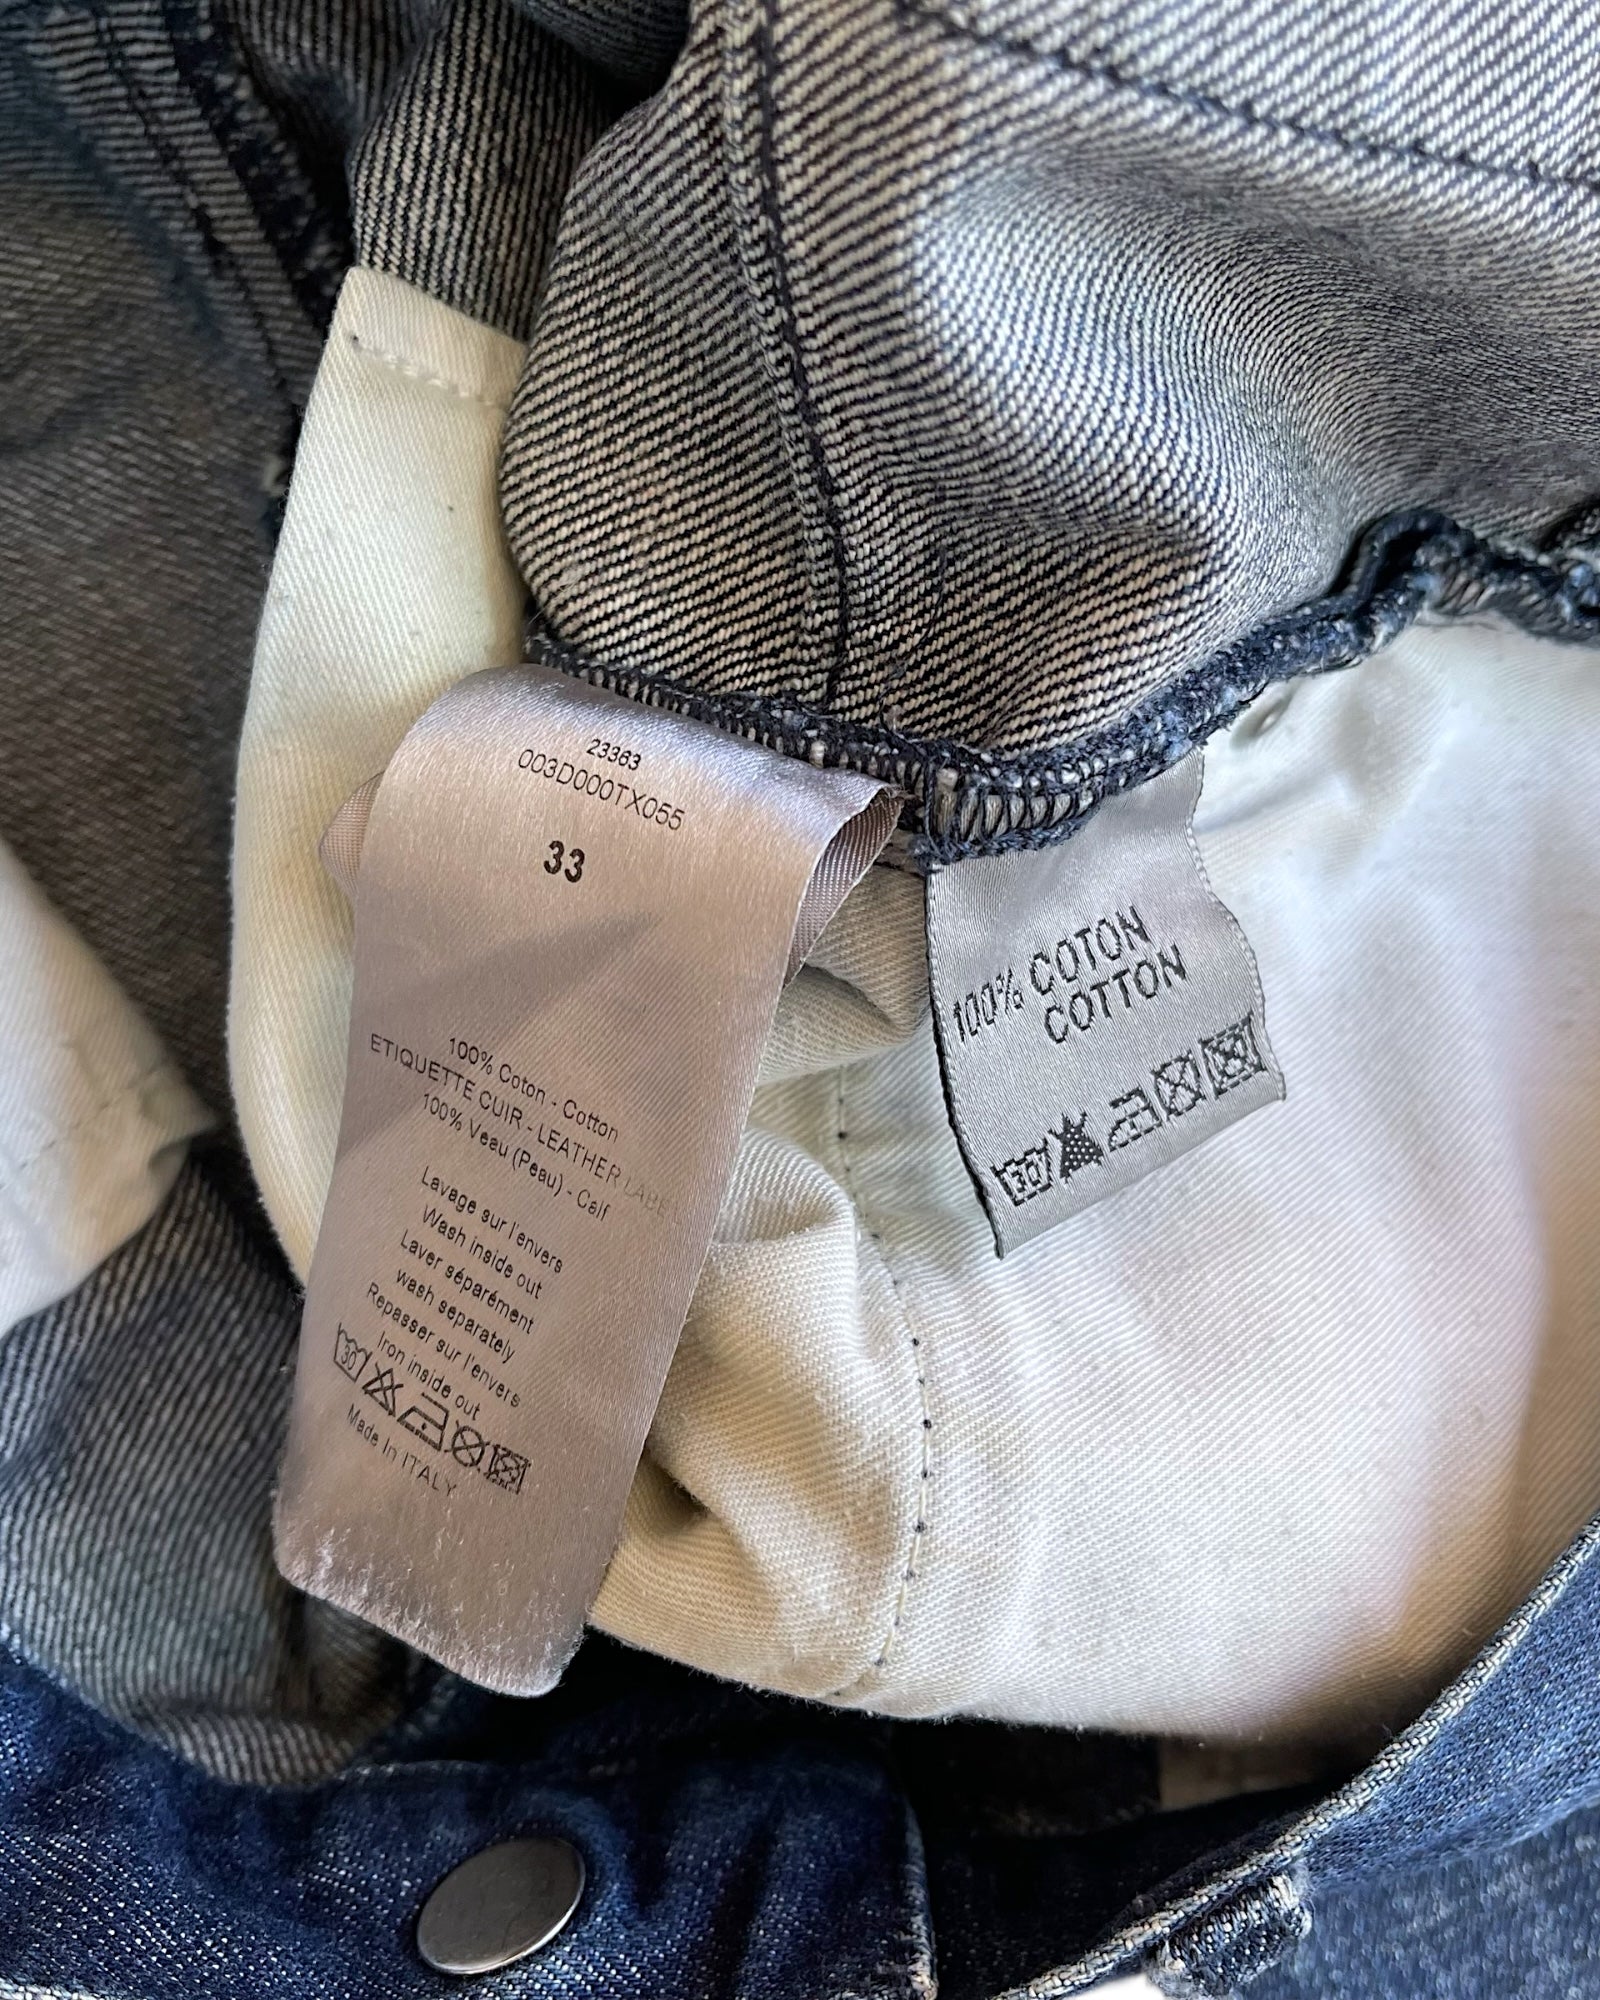 23363
003D000TX055
33
100% Coton - Cotton
ETIQUETTE CUIR - LEATHER LABEL
100% Veau (Peau) - Calf
Lavage sur l'envers
Wash inside out
Laver séparément
wash separately
Repasser sur l'envers
Iron inside out
30
Made In ITALY
100% COTON
COTTON
30